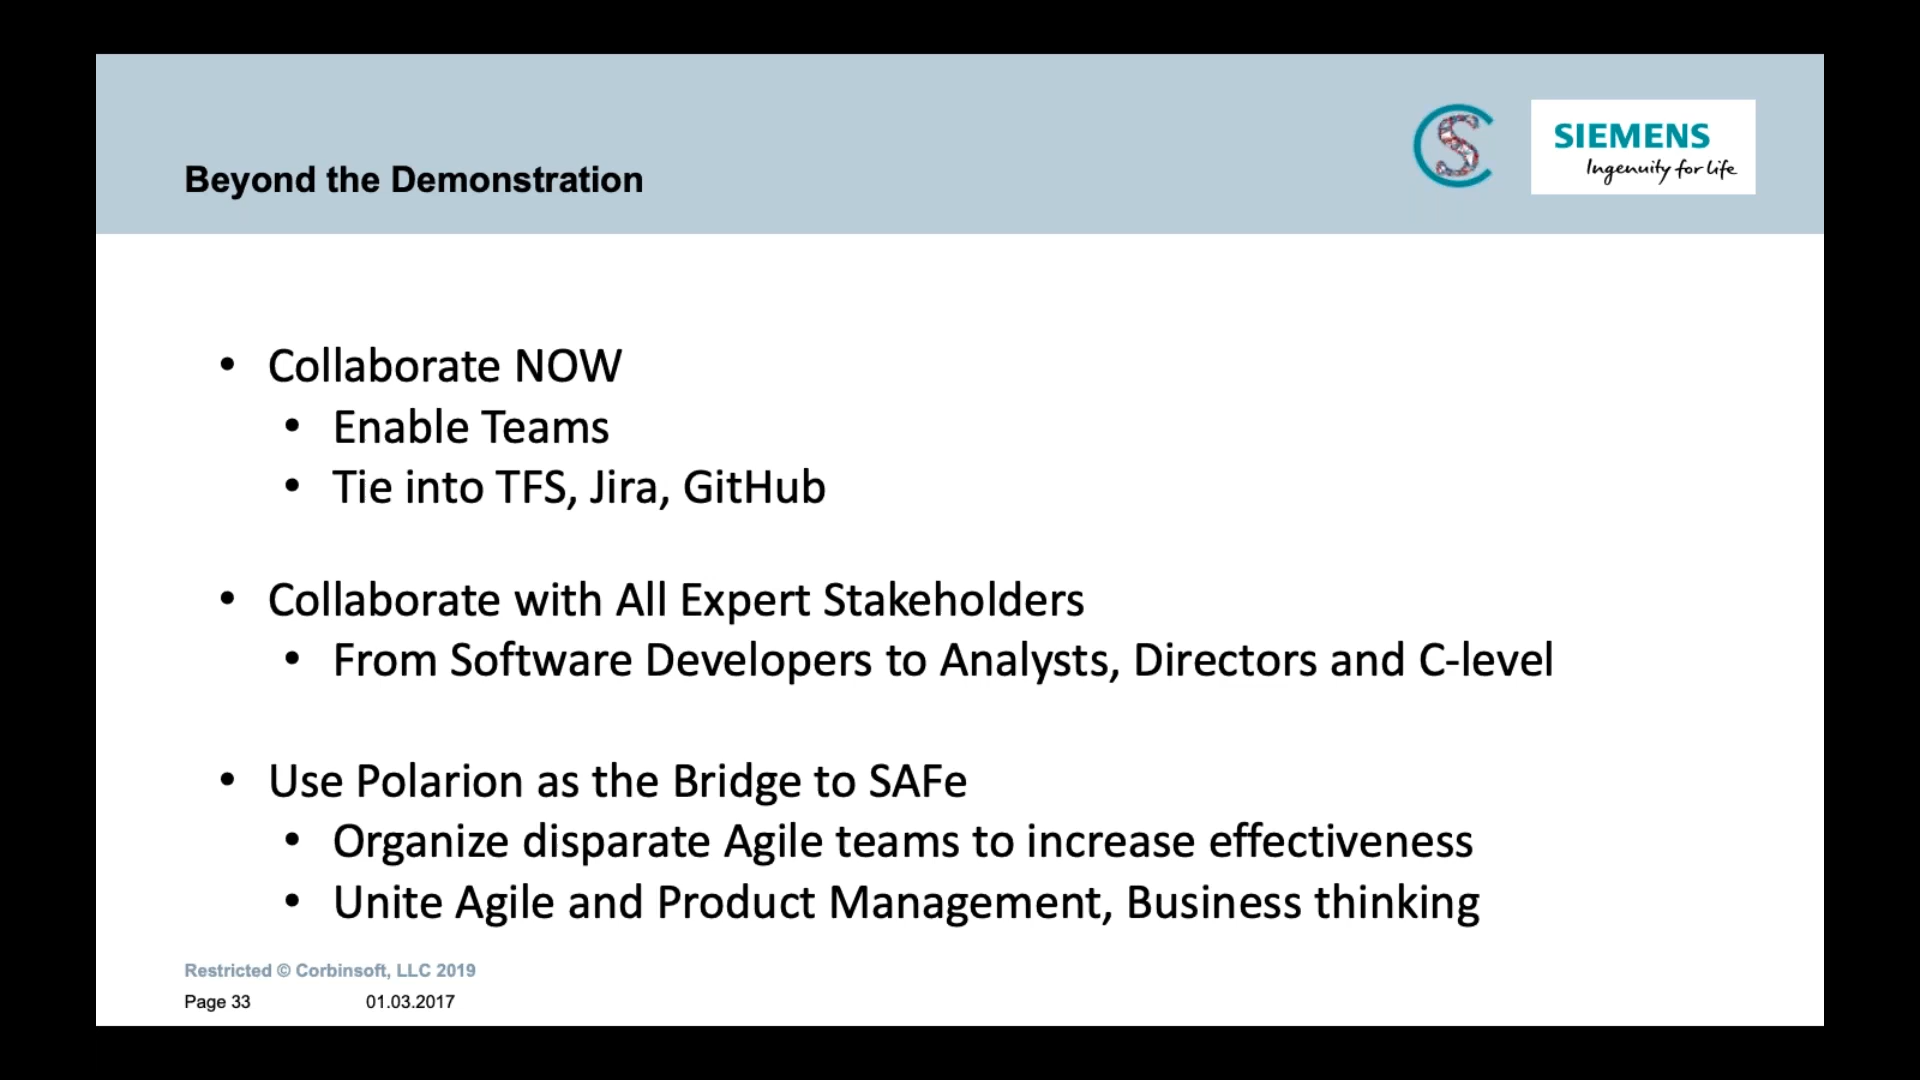 Beyond the Demonstration
CS
SIEMENS
Ingenuity for life
• Collaborate NOW
• Enable Teams
• Tie into TFS, Jira, GitHub
• Collaborate with All Expert Stakeholders
• From Software Developers to Analysts, Directors and C-level
• Use Polarion as the Bridge to SAFe
• Organize disparate Agile teams to increase effectiveness
• Unite Agile and Product Management, Business thinking
Restricted © Corbinsoft, LLC 2019
Page 33 01.03.2017